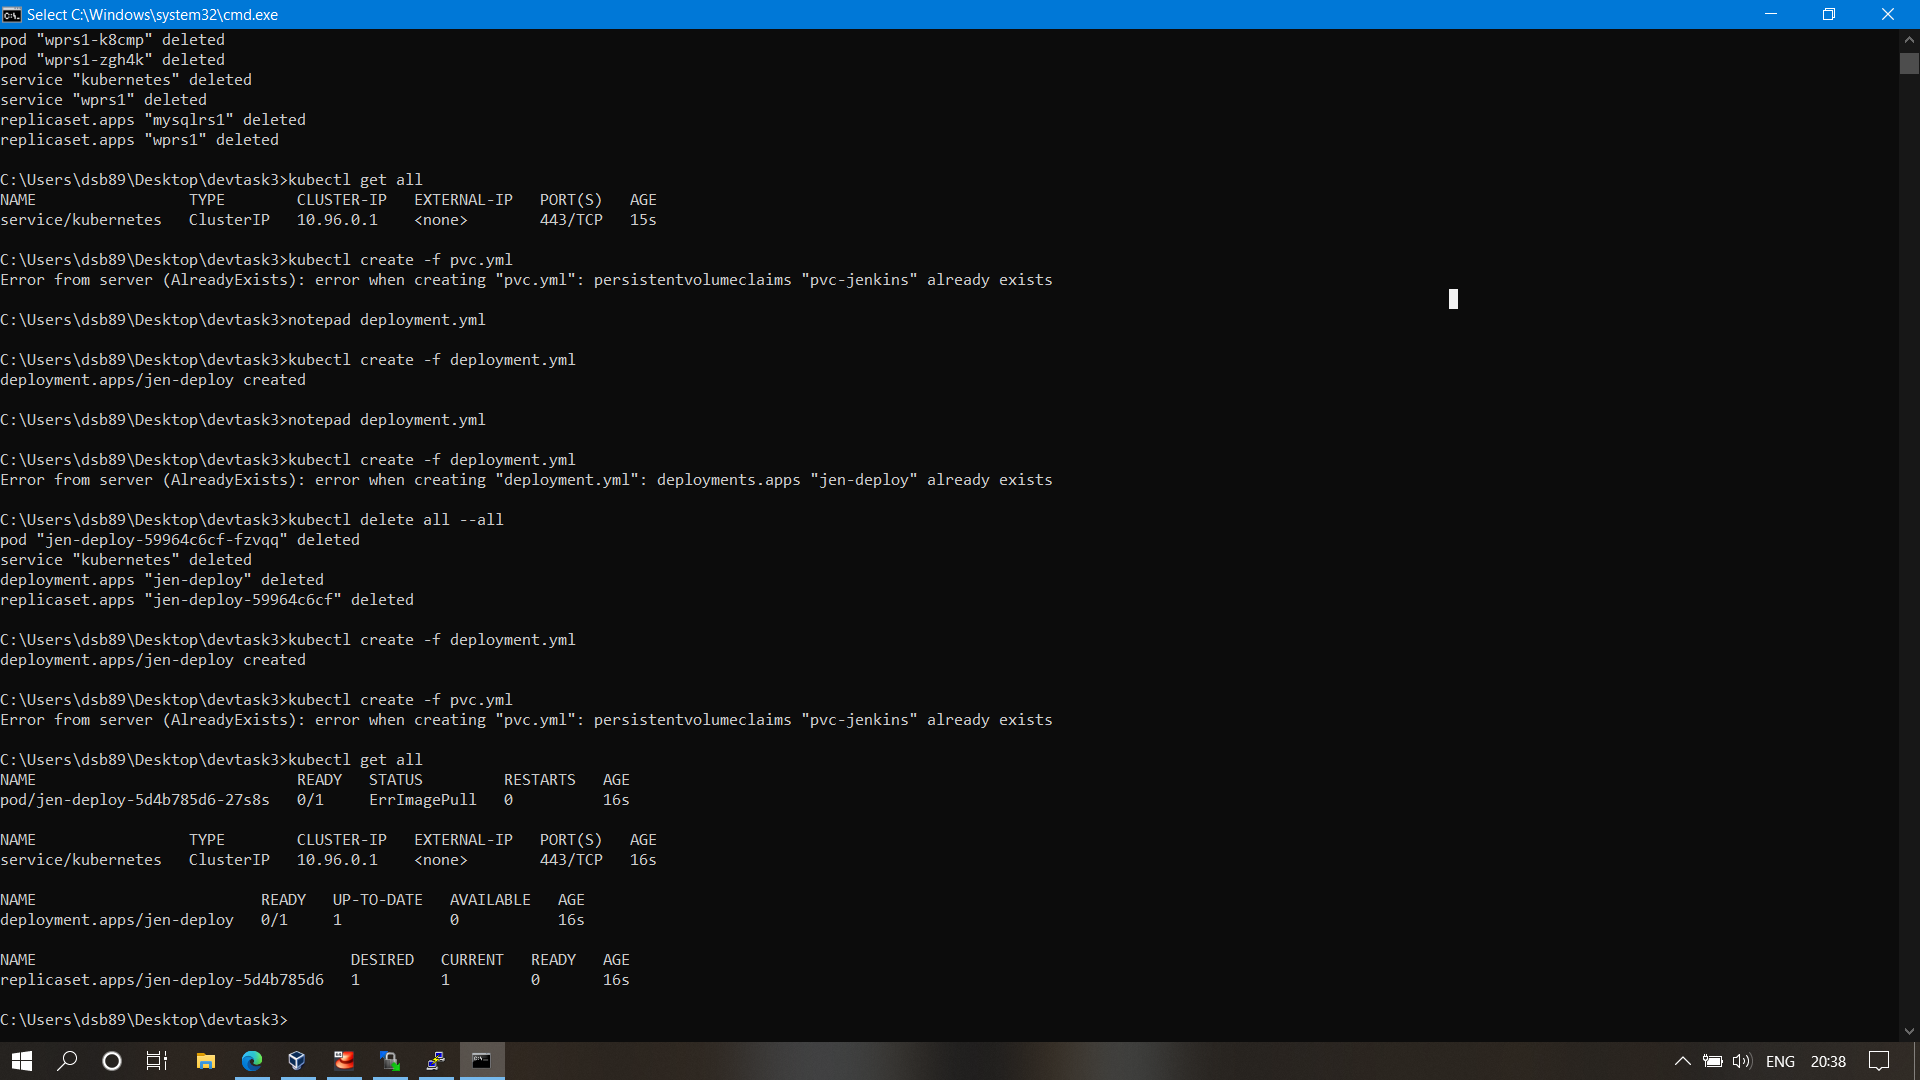 Select C:\Windows\system32\cmd.exe
pod "wprs1-k8cmp" deleted
pod "wprs1-zgh4k" deleted
service "kubernetes" deleted
service "wprs1" deleted
replicaset.apps "mysqlrs1" deleted
replicaset.apps "wprs1" deleted
C:\Users\dsb89\Desktop\devtask3>kubectl get all
NAME TYPE CLUSTER-IP EXTERNAL-IP PORT(S) AGE
service/kubernetes ClusterIP 10.96.0.1 <none> 443/TCP 15s
C:\Users\dsb89\Desktop\devtask3>kubectl create -f pvc.yml
Error from server (AlreadyExists): error when creating "pvc.yml": persistentvolumeclaims "pvc-jenkins" already exists
C:\Users\dsb89\Desktop\devtask3>notepad deployment.yml
C:\Users\dsb89\Desktop\devtask3>kubectl create -f deployment.yml
deployment.apps/jen-deploy created
C:\Users\dsb89\Desktop\devtask3>notepad deployment.yml
C:\Users\dsb89\Desktop\devtask3>kubectl create -f deployment.yml
Error from server (AlreadyExists): error when creating "deployment.yml": deployments.apps "jen-deploy" already exists
C:\Users\dsb89\Desktop\devtask3>kubectl delete all --all
pod "jen-deploy-59964c6cf-fzvqq" deleted
service "kubernetes" deleted
deployment.apps "jen-deploy" deleted
replicaset.apps "jen-deploy-59964c6cf" deleted
C:\Users\dsb89\Desktop\devtask3>kubectl create -f deployment.yml
deployment.apps/jen-deploy created
C:\Users\dsb89\Desktop\devtask3>kubectl create -f pvc.yml
Error from server (AlreadyExists): error when creating "pvc.yml": persistentvolumeclaims "pvc-jenkins" already exists
C:\Users\dsb89\Desktop\devtask3>kubectl get all
NAME READY STATUS RESTARTS AGE
pod/jen-deploy-5d4b785d6-27s8s 0/1 ErrImagePull 0 16s
NAME TYPE CLUSTER-IP EXTERNAL-IP PORT(S) AGE
service/kubernetes ClusterIP 10.96.0.1 <none> 443/TCP 16s
NAME READY UP-TO-DATE AVAILABLE AGE
deployment.apps/jen-deploy 0/1 1 0 16s
NAME DESIRED CURRENT READY AGE
replicaset.apps/jen-deploy-5d4b785d6 1 1 0 16s
C:\Users\dsb89\Desktop\devtask3>
ENG 20:38